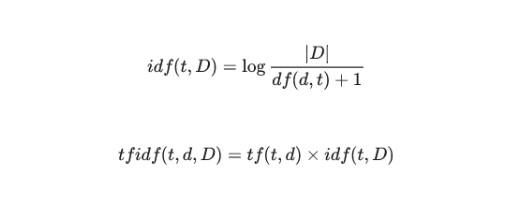 idf(t, D) = log |D| / df(d, t) + 1
tfidf(t, d, D) = tf(t, d) × idf(t, D)